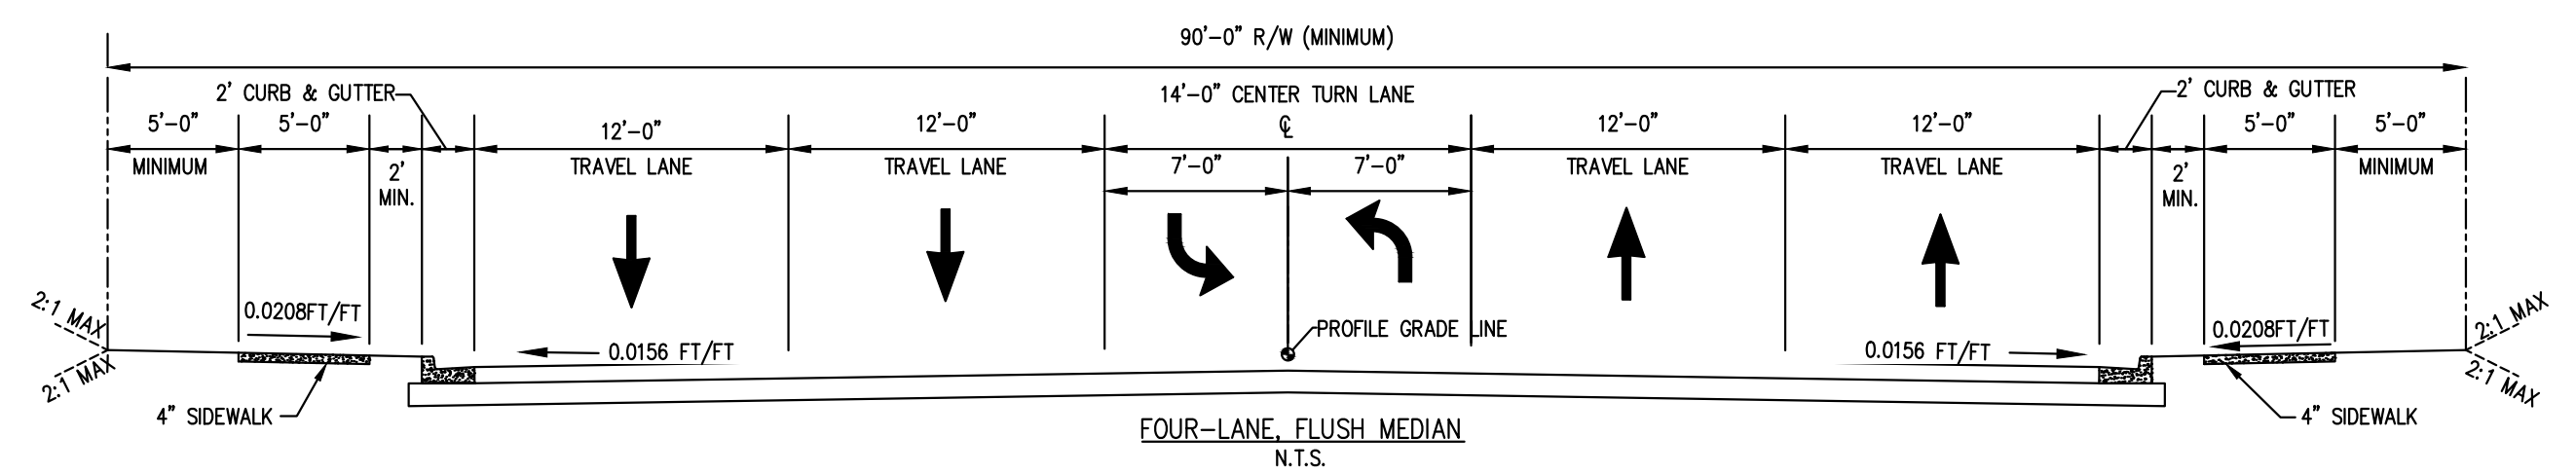 90'-0" R/W (MINIMUM)
2' CURB & GUTTER
14'-0" CENTER TURN LANE
2' CURB & GUTTER
5'-0"
5'-0"
12'-0"
12'-0"
℄
12'-0"
12'-0"
5'-0"
5'-0"
MINIMUM
2'
MIN.
TRAVEL LANE
TRAVEL LANE
7'-0"
7'-0"
TRAVEL LANE
TRAVEL LANE
2'
MIN.
MINIMUM
2:1 MAX
0.0208FT/FT
PROFILE GRADE LINE
0.0208FT/FT
2:1 MAX
0.0156 FT/FT
0.0156 FT/FT
2:1 MAX
2:1 MAX
4" SIDEWALK
4" SIDEWALK
FOUR-LANE, FLUSH MEDIAN
N.T.S.